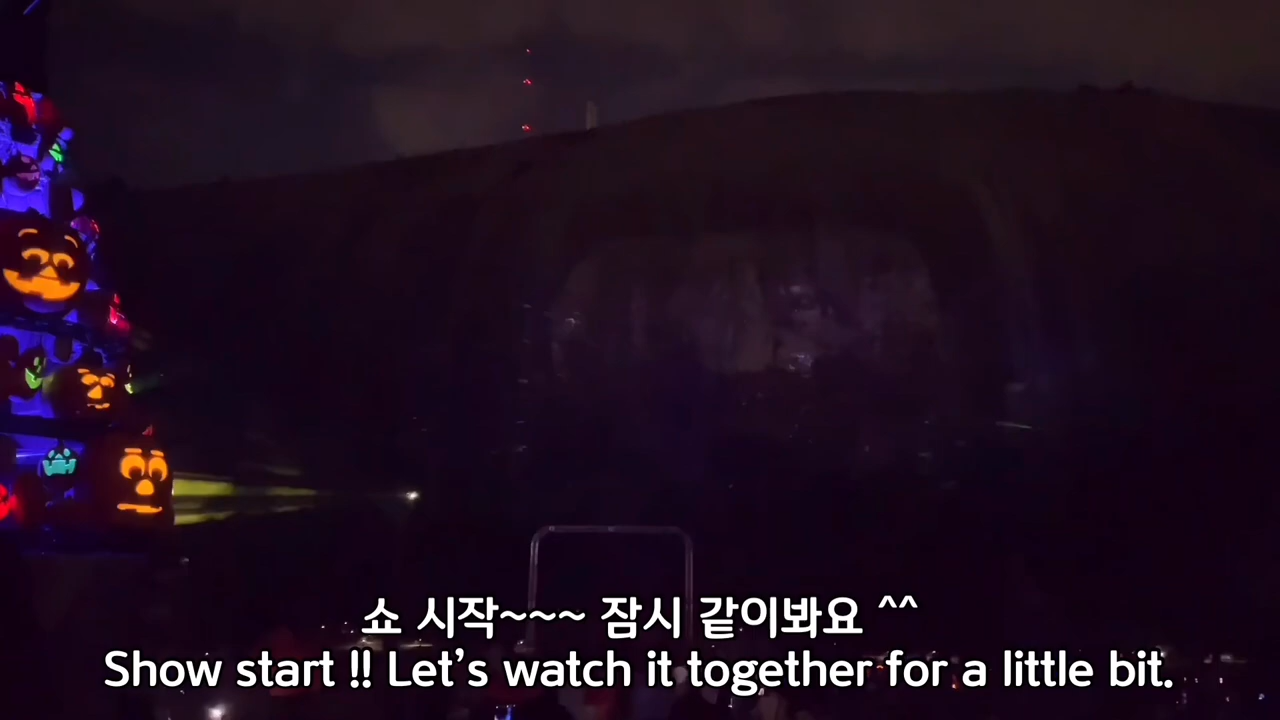 쇼 시작~~~ 잠시 같이봐요 ^^
Show start !! Let's watch it together for a little bit.